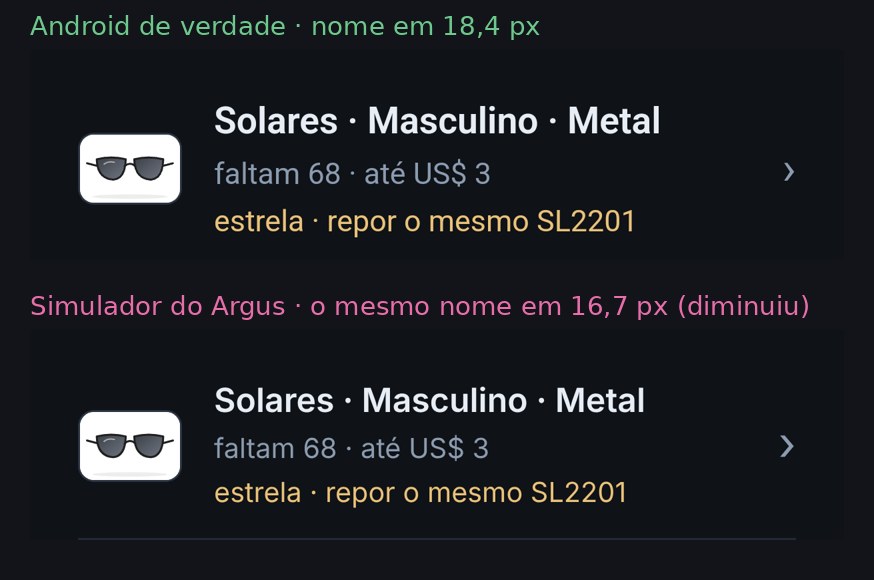 Android de verdade · nome em 18,4 px
Solares · Masculino · Metal
faltam 68 · até US$ 3
estrela · repor o mesmo SL2201
Simulador do Argus · o mesmo nome em 16,7 px (diminuiu)
Solares · Masculino · Metal
faltam 68 · até US$ 3
estrela · repor o mesmo SL2201